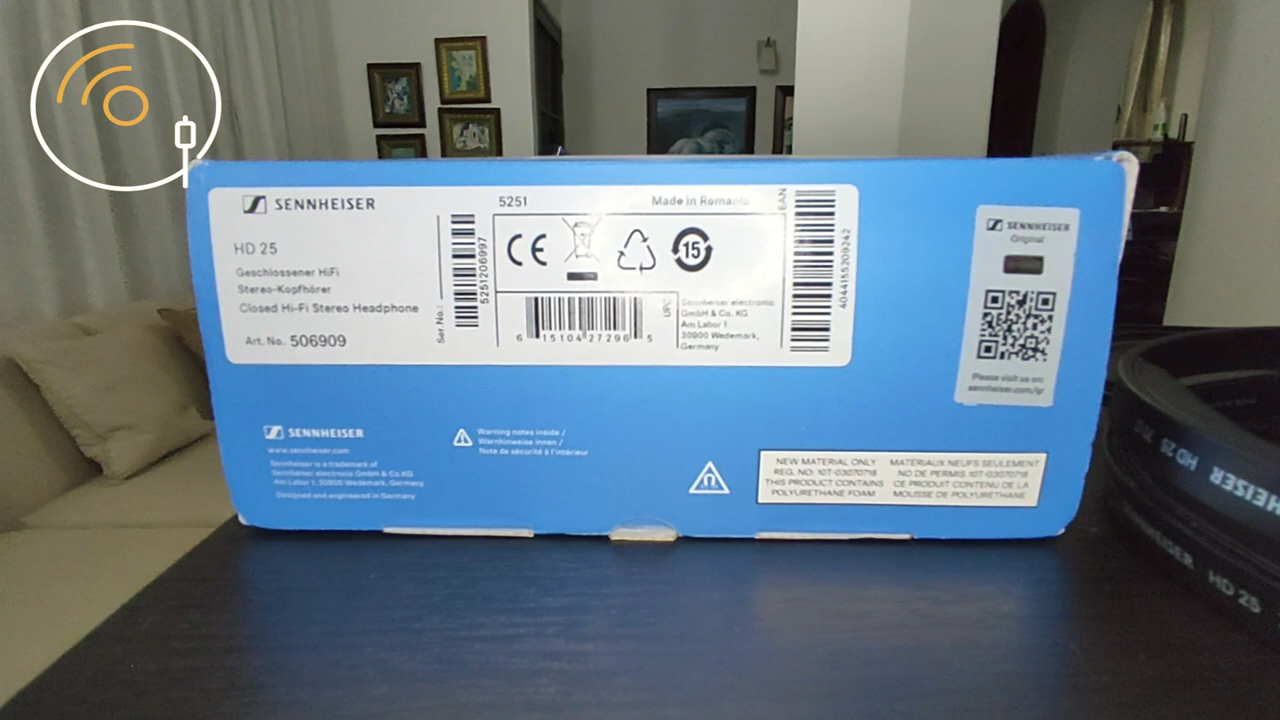 SENNHEISER
HD 25
Geschlossener HiFi
Stereo-Kopfhörer
Closed Hi-Fi Stereo Headphone
Art. No. 506909
Ser.No.:
5251206997
5251
Made in Romania
15
6 15104 27296 5
UPC
Sennheiser electronic
GmbH & Co. KG
Am Labor 1
30900 Wedemark,
Germany
EAN
4044155209242
SENNHEISER
Original
Please visit us on:
sennheiser.com/qr
SENNHEISER
www.sennheiser.com
Sennheiser is a trademark of
Sennheiser electronic GmbH & Co.KG
Am Labor 1, 30900 Wedemark, Germany
Designed and engineered in Germany
Warning notes inside /
Warnhinweise innen /
Note de sécurité à l'intérieur
NEW MATERIAL ONLY
REG. NO: 10T-03070718
THIS PRODUCT CONTAINS
POLYURETHANE FOAM
MATERIAUX NEUFS SEULEMENT
NO DE PERMIS 10T-03070718
CE PRODUIT CONTENU DE LA
MOUSSE DE POLYURETHANE
HD 25
HD 25